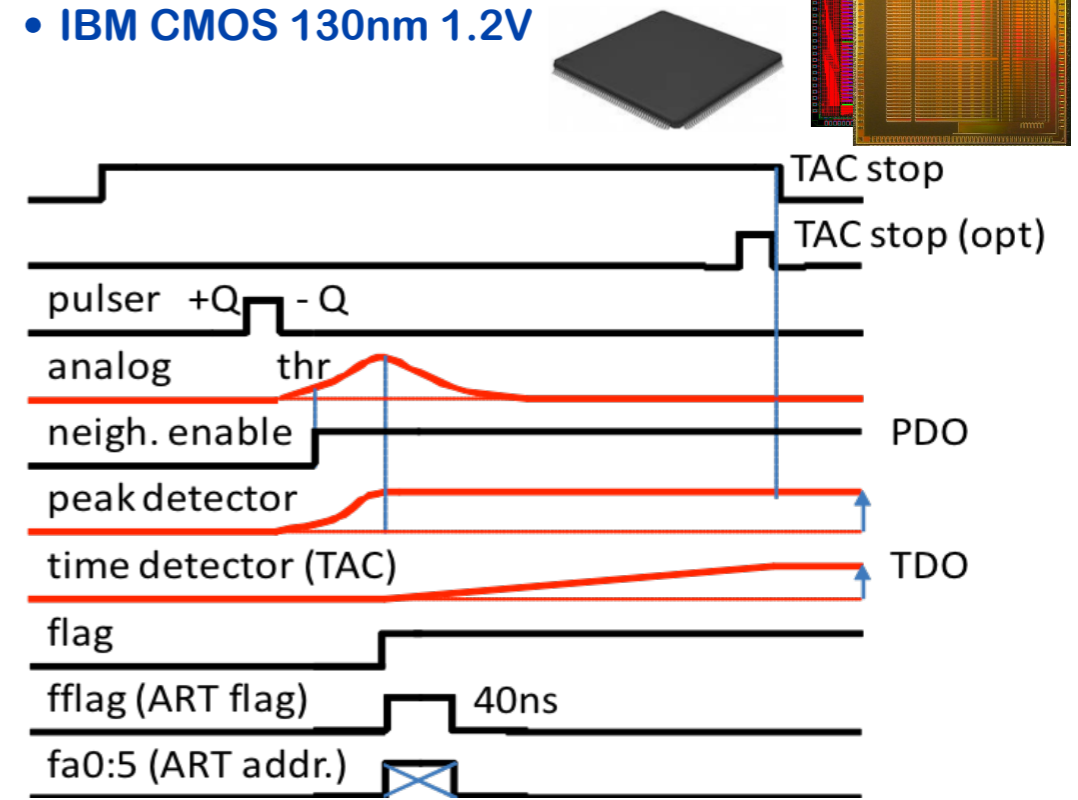 • IBM CMOS 130nm 1.2V
TAC stop
TAC stop (opt)
pulser +Q - Q
analog thr
neigh. enable PDO
peak detector
time detector (TAC) TDO
flag
fflag (ART flag) 40ns
fa0:5 (ART addr.)